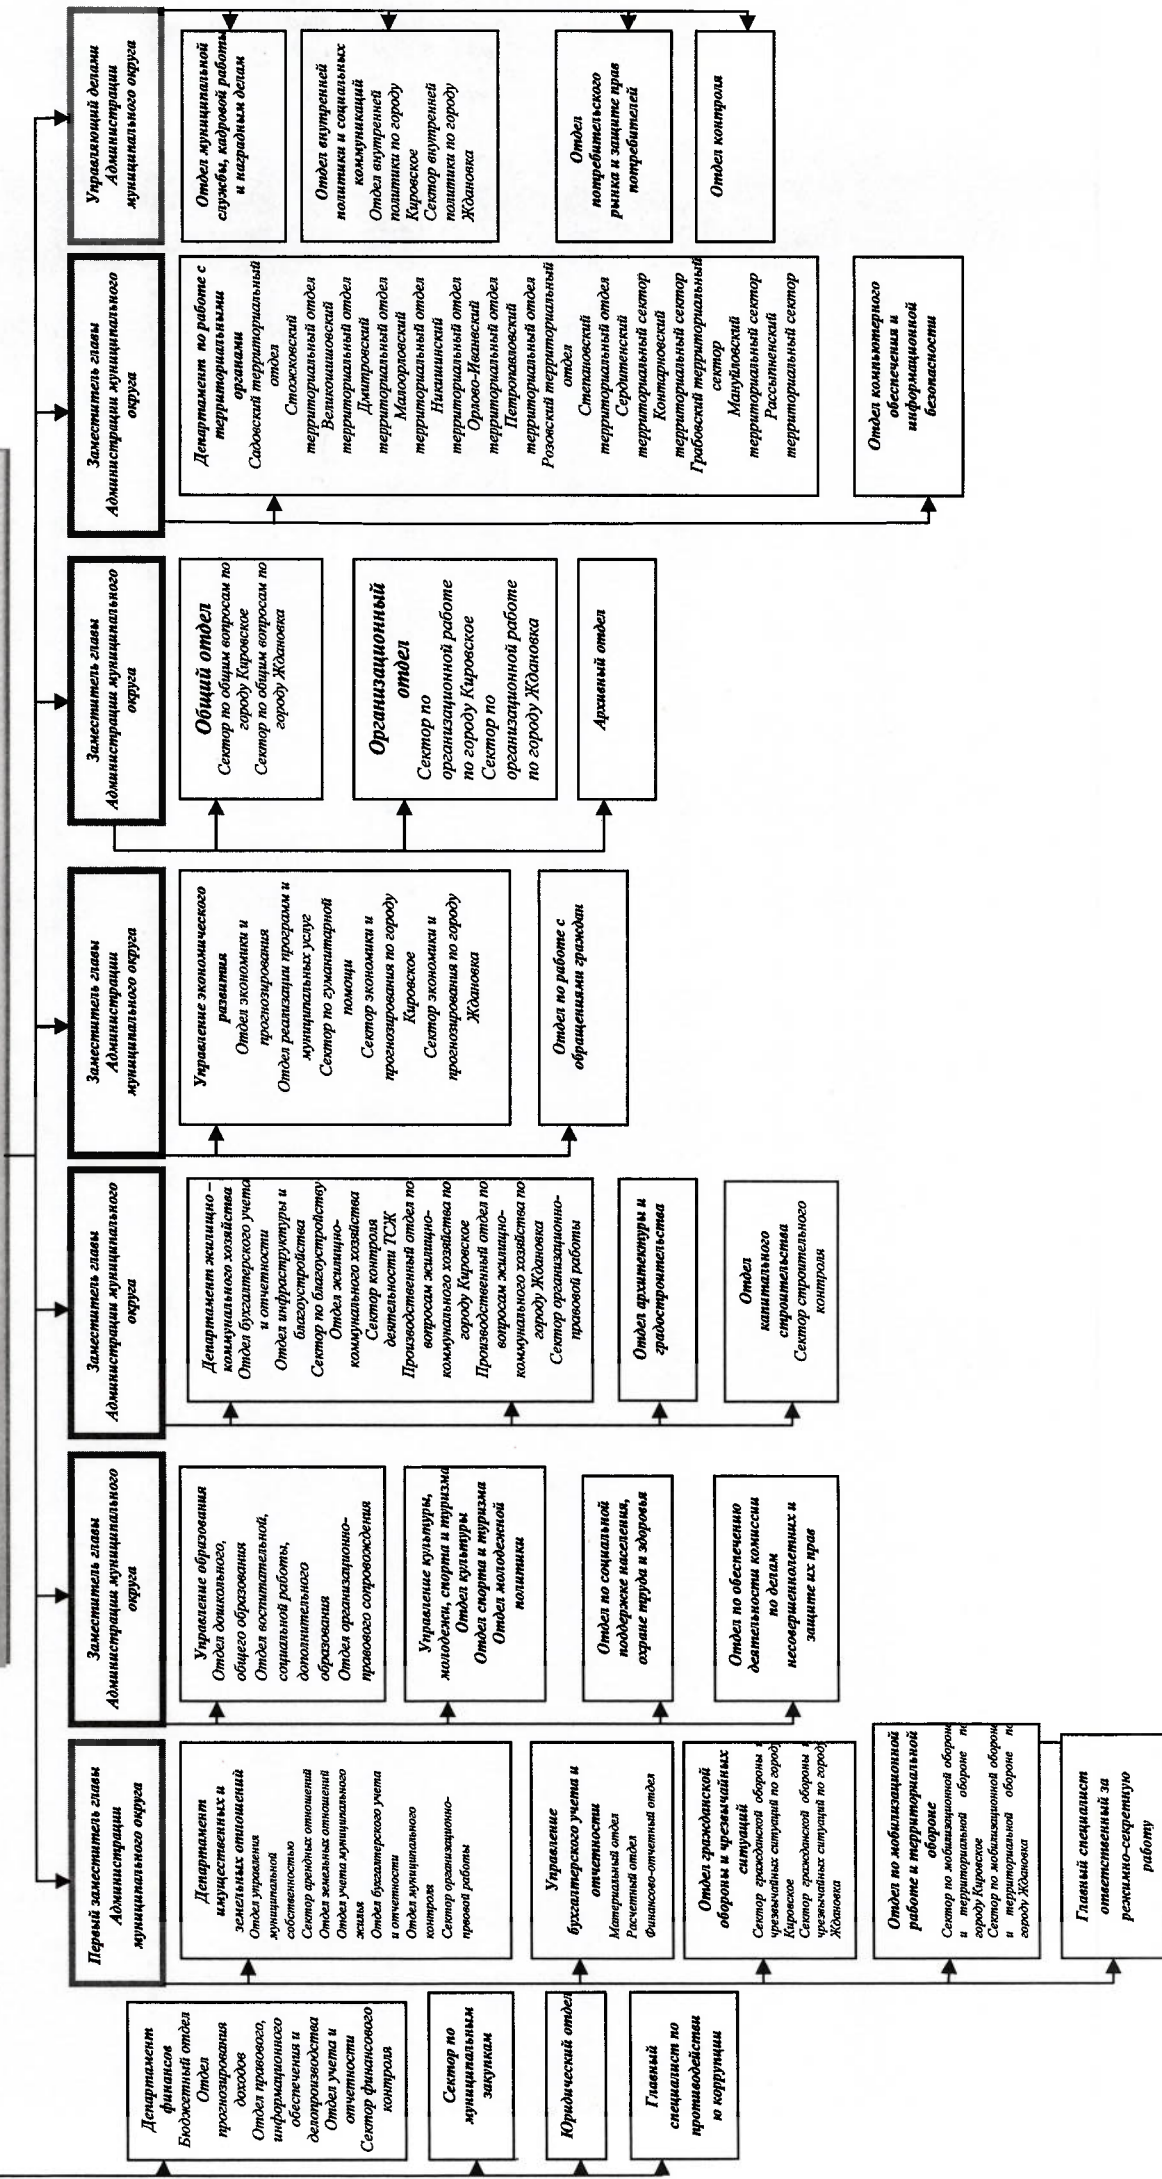 Департамент
финансов
Бюджетный отдел
Отдел
прогнозирования
доходов
Отдел правового,
информационного
обеспечения и
делопроизводства
Отдел учета и
отчетности
Сектор финансового
контроля
Сектор по
муниципальным
закупкам
Юридический отдел
Главный
специалист по
противодействи
ю коррупции
Первый заместитель главы
Администрации
муниципального округа
Департамент
имущественных и
земельных отношений
Отдел управления
муниципальной
собственностью
Сектор арендных отношений
Отдел земельных отношений
Отдел учета муниципального
жилья
Отдел бухгалтерского учета
и отчетности
Отдел муниципального
контроля
Сектор организационно-
правовой работы
Управление
бухгалтерского учета и
отчетности
Материальный отдел
Расчетный отдел
Финансово-отчетный отдел
Отдел гражданской
обороны и чрезвычайных
ситуаций
Сектор гражданской обороны и
чрезвычайных ситуаций по городу
Кировское
Сектор гражданской обороны и
чрезвычайных ситуаций по городу
Ждановка
Отдел по мобилизационной
работе и территориальной
обороне
Сектор по мобилизационной обороне
и территориальной обороне по
городу Кировское
Сектор по мобилизационной обороне
и территориальной обороне по
городу Ждановка
Главный специалист
ответственный за
режимно-секретную
работу
Заместитель главы
Администрации муниципального
округа
Управление образования
Отдел дошкольного,
общего образования
Отдел воспитательной,
социальной работы,
дополнительного
образования
Отдел организационно-
правового сопровождения
Управление культуры,
молодежи, спорта и туризма
Отдел культуры
Отдел спорта и туризма
Отдел молодежной
политики
Отдел по социальной
поддержке населения,
охране труда и здоровья
Отдел по обеспечению
деятельности комиссии
по делам
несовершеннолетних и
защите их прав
Заместитель главы
Администрации муниципального
округа
Департамент жилищно –
коммунального хозяйства
Отдел бухгалтерского учета
и отчетности
Отдел инфраструктуры и
благоустройства
Сектор по благоустройству
Отдел жилищно-
коммунального хозяйства
Сектор контроля
деятельности ТСЖ
Производственный отдел по
вопросам жилищно-
коммунального хозяйства по
городу Кировское
Производственный отдел по
вопросам жилищно-
коммунального хозяйства по
городу Ждановка
Сектор организационно-
правовой работы
Отдел архитектуры и
градостроительства
Отдел
капитального
строительства
Сектор строительного
контроля
Заместитель главы
Администрации
муниципального округа
Управление экономического
развития
Отдел экономики и
прогнозирования
Отдел реализации программ и
муниципальных услуг
Сектор по гуманитарной
помощи
Сектор экономики и
прогнозирования по городу
Кировское
Сектор экономики и
прогнозирования по городу
Ждановка
Отдел по работе с
обращениями граждан
Заместитель главы
Администрации муниципального
округа
Общий отдел
Сектор по общим вопросам по
городу Кировское
Сектор по общим вопросам по
городу Ждановка
Организационный
отдел
Сектор по
организационной работе
по городу Кировское
Сектор по
организационной работе
по городу Ждановка
Архивный отдел
Заместитель главы
Администрации муниципального
округа
Департамент по работе с
территориальными
органами
Садовский территориальный
отдел
Стожковский
территориальный отдел
Великошишовский
территориальный отдел
Дмитровский
территориальный отдел
Малоорловский
территориальный отдел
Никишинский
территориальный отдел
Орлово-Ивановский
территориальный отдел
Петропавловский
территориальный отдел
Розовский территориальный
отдел
Степановский
территориальный отдел
Сердитенский
территориальный сектор
Контарновский
территориальный сектор
Грабовский территориальный
сектор
Мануйловский
территориальный сектор
Рассыпненский
территориальный сектор
Отдел компьютерного
обеспечения и
информационной
безопасности
Управляющий делами
Администрации
муниципального округа
Отдел муниципальной
службы, кадровой работы
и наградным делам
Отдел внутренней
политики и социальных
коммуникаций
Отдел внутренней
политики по городу
Кировское
Сектор внутренней
политики по городу
Ждановка
Отдел
потребительского
рынка и защите прав
потребителей
Отдел контроля